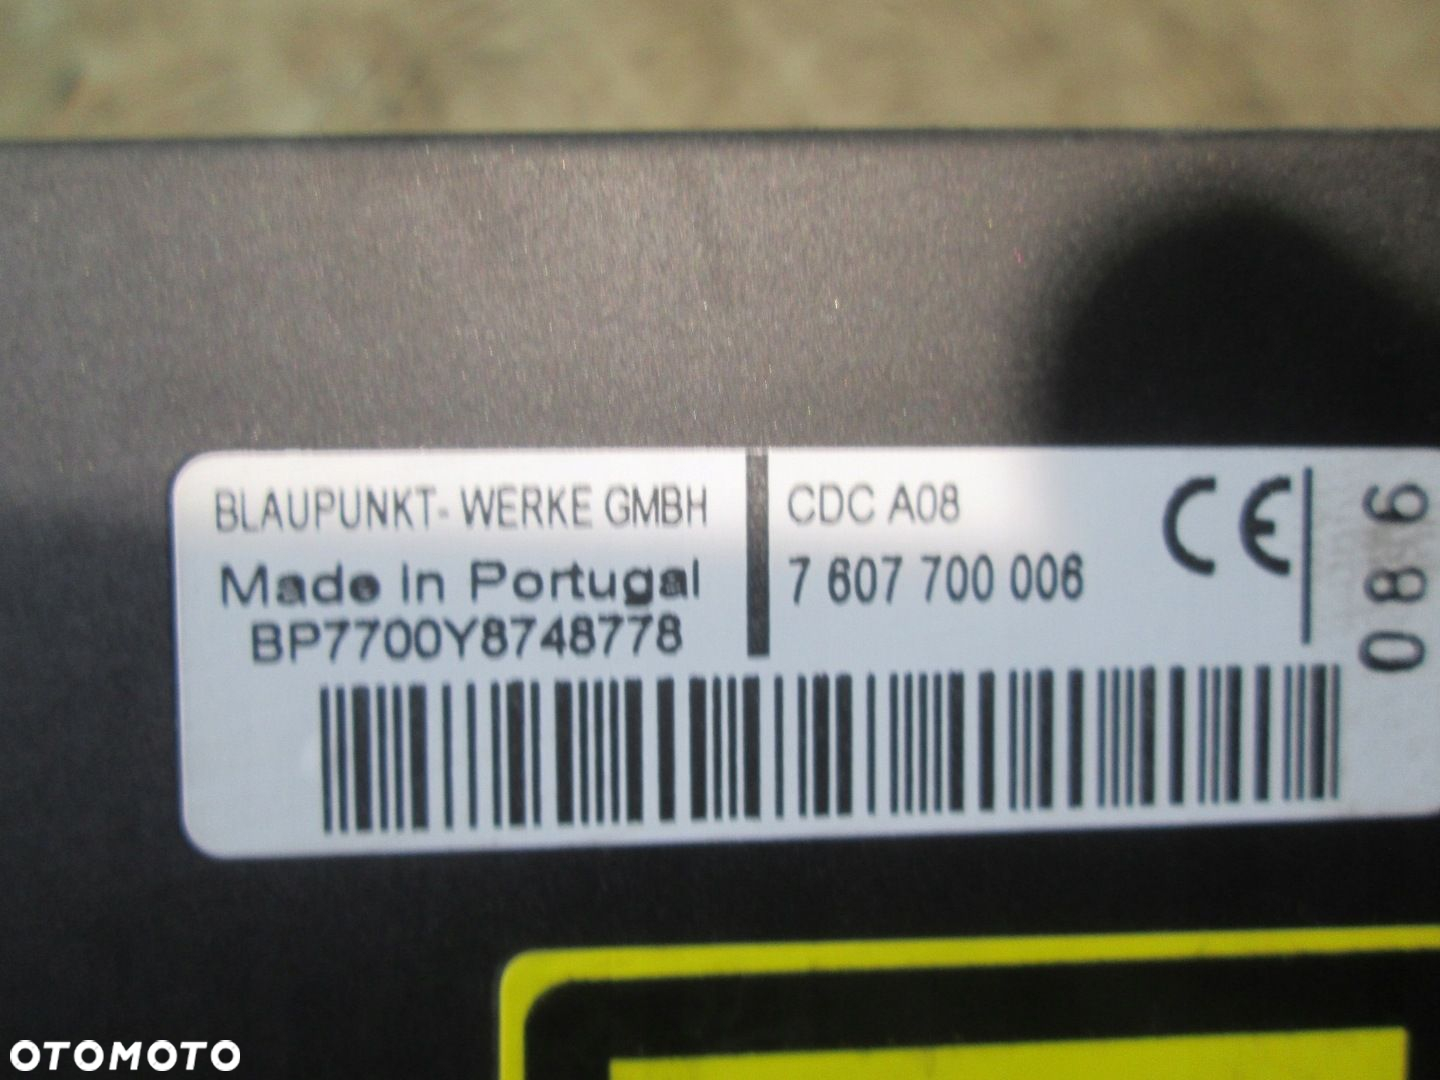 BLAUPUNKT- WERKE GMBH
Made in Portugal
BP7700Y8748778
CDC A08
7 607 700 006
CE
086
OTOMOTO